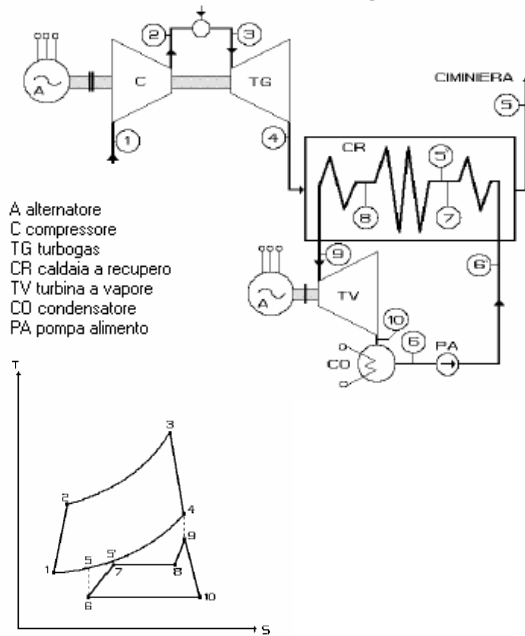 2
3
A
C
TG
CIMINIERA
5
1
4
CR
5'
8
7
9
6'
A alternatore
C compressore
TG turbogas
CR caldaia a recupero
TV turbina a vapore
CO condensatore
PA pompa alimento
A
TV
10
CO
6
PA
T
3
2
4
9
1
5
5'
7
8
6
10
S